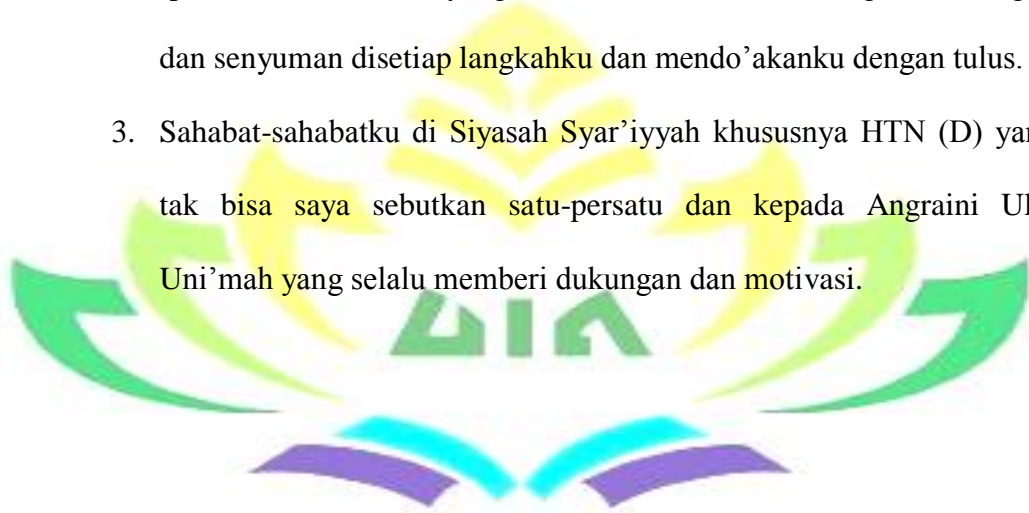 dan senyuman disetiap langkahku dan mendo’akanku dengan tulus.
3. Sahabat-sahabatku di Siyasah Syar’iyyah khususnya HTN (D)
tak bisa saya sebutkan satu-persatu dan kepada Angraini
Uni’mah yang selalu memberi dukungan dan motivasi.
UIN